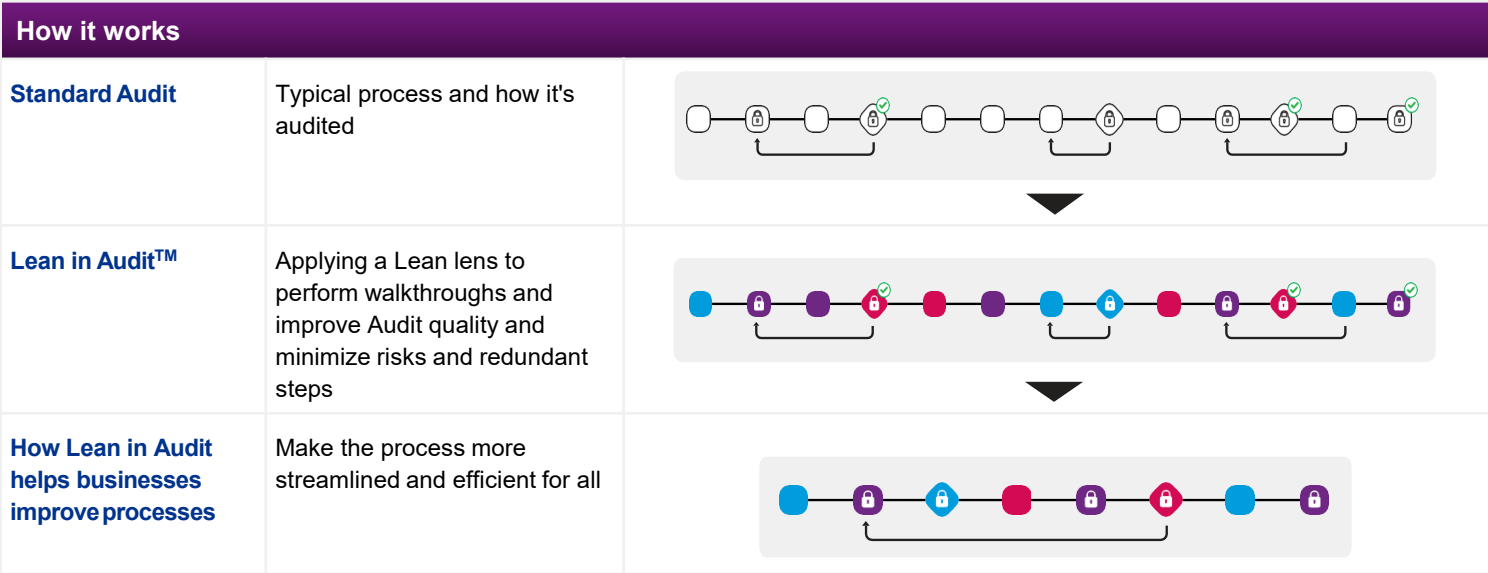 How it works
Standard Audit
Typical process and how it's
audited
Lean in Audit™
Applying a Lean lens to
perform walkthroughs and
improve Audit quality and
minimize risks and redundant
steps
How Lean in Audit
helps businesses
improve processes
Make the process more
streamlined and efficient for all